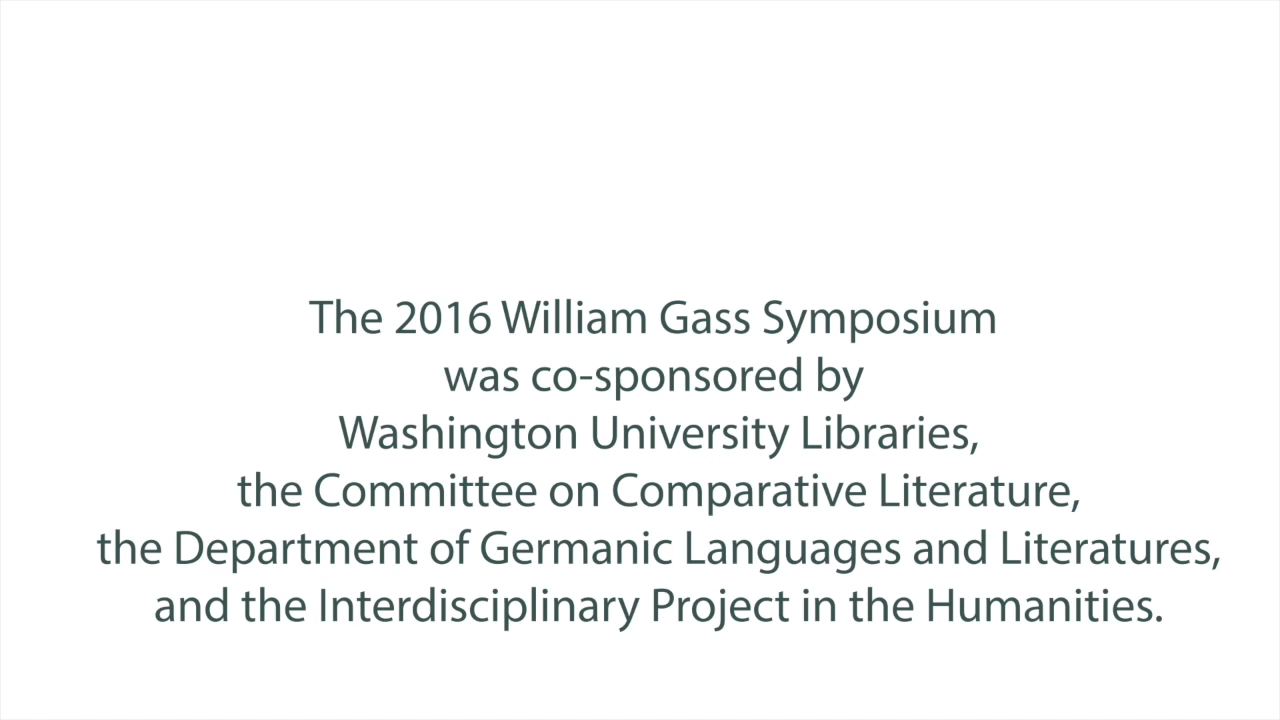 The 2016 William Gass Symposium
was co-sponsored by
Washington University Libraries,
the Committee on Comparative Literature,
the Department of Germanic Languages and Literatures,
and the Interdisciplinary Project in the Humanities.